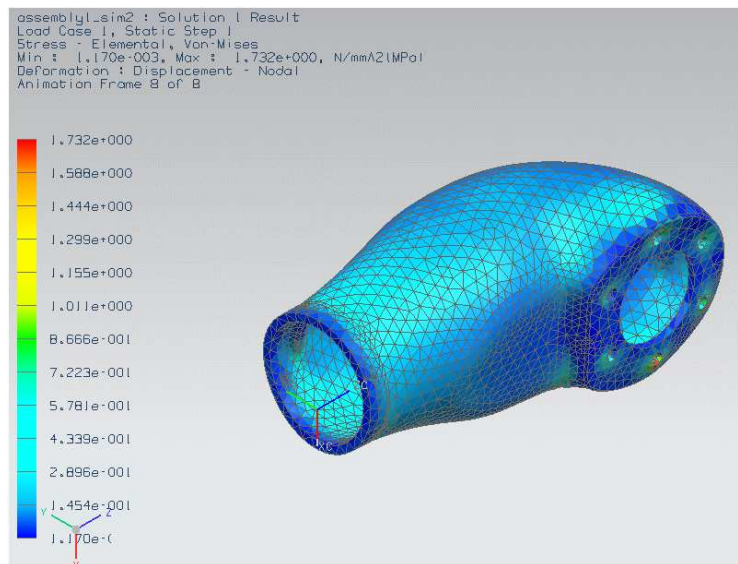 assembly1_sim2 : Solution 1 Result
Load Case 1, Static Step 1
Stress - Elemental, Von-Mises
Min : 1.170e-003, Max : 1.732e+000, N/mm^2(MPa)
Deformation : Displacement - Nodal
Animation Frame 8 of 8
1.732e+000
1.588e+000
1.444e+000
1.299e+000
1.155e+000
1.011e+000
8.666e-001
7.223e-001
5.781e-001
4.339e-001
2.896e-001
1.454e-001
Y
Z
1.170e-(
X
XC